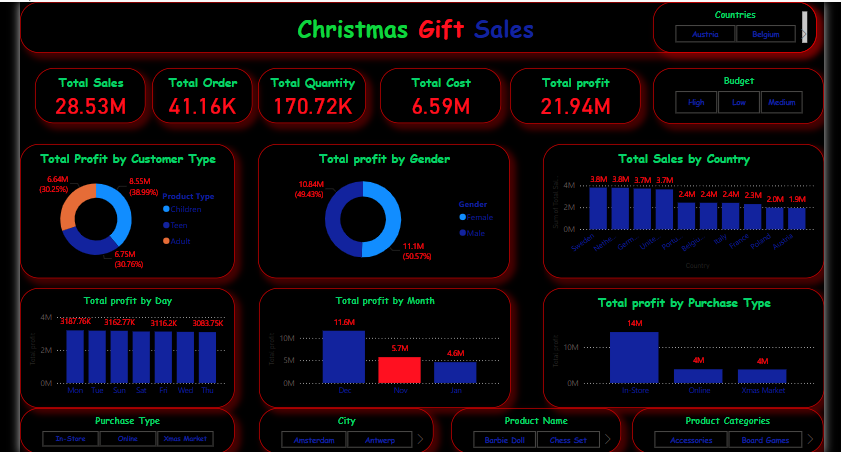 Christmas Gift Sales
Countries
Austria
Belgium
Total Sales
28.53M
Total Order
41.16K
Total Quantity
170.72K
Total Cost
6.59M
Total profit
21.94M
Budget
High
Low
Medium
Total Profit by Customer Type
6.64M
(30.25%)
8.55M
(38.99%)
6.75M
(30.76%)
Product Type
Children
Teen
Adult
Total profit by Gender
10.84M
(49.43%)
11.1M
(50.57%)
Gender
Female
Male
Total Sales by Country
4M
2M
0M
3.8M
3.8M
3.7M
3.7M
2.4M
2.4M
2.4M
2.3M
2.0M
1.9M
Sweden
Italy
France
Poland
Austria
Country
Total profit by Day
Total profit
4M
2M
0M
3187.76K
3162.77K
3116.2K
3083.75K
Mon
Tue
Sun
Sat
Fri
Wed
Thu
Total profit by Month
Total profit
10M
5M
0M
11.6M
5.7M
4.6M
Dec
Nov
Jan
Total profit by Purchase Type
Total profit
10M
0M
14M
4M
4M
In-Store
Online
Xmas Market
Purchase Type
In-Store
Online
Xmas Market
City
Amsterdam
Antwerp
Product Name
Barbie Doll
Chess Set
Product Categories
Accessories
Board Games